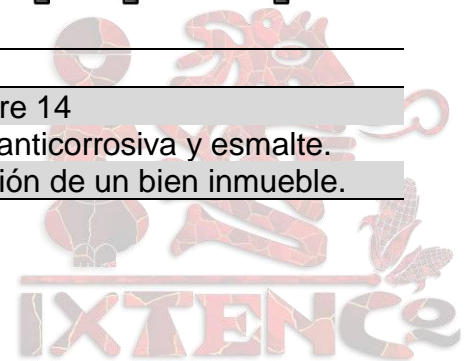 re 14
anticorrosiva y esmalte.
ión de un bien inmueble.
IXTENCO